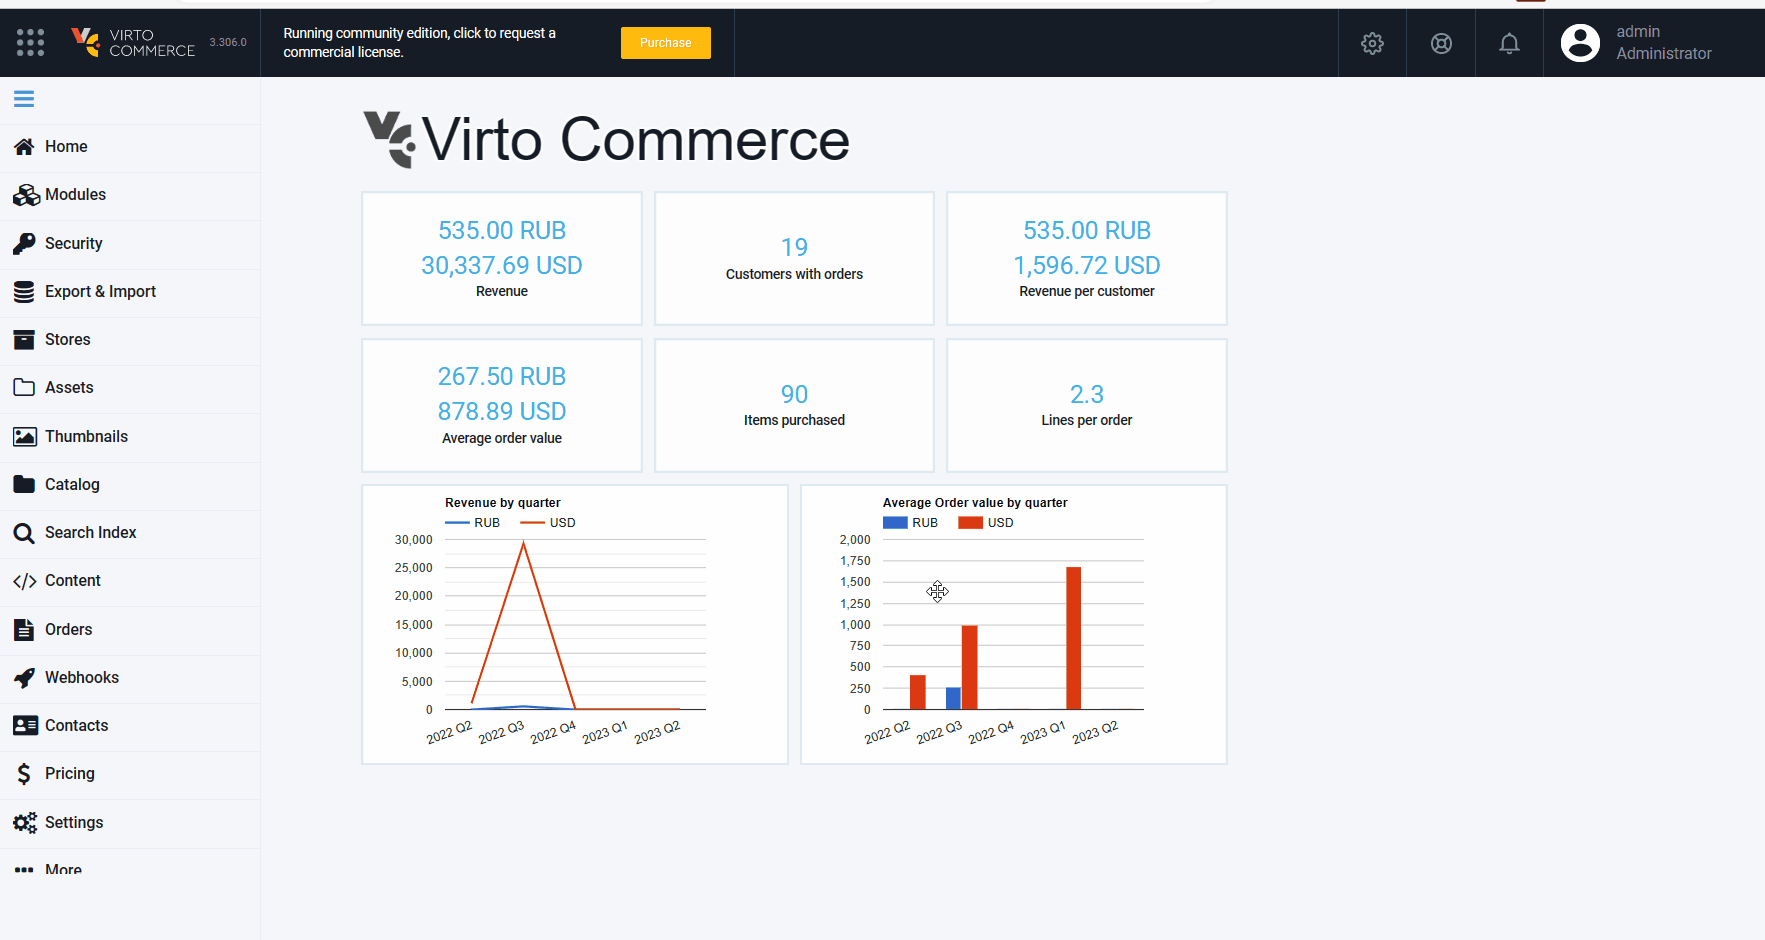 VIRTO
COMMERCE
3.306.0
Running community edition, click to request a
commercial license.
Purchase
admin
Administrator
Home
Modules
Security
Export & Import
Stores
Assets
Thumbnails
Catalog
Search Index
Content
Orders
Webhooks
Contacts
Pricing
Settings
More
Virto Commerce
535.00 RUB
30,337.69 USD
Revenue
19
Customers with orders
535.00 RUB
1,596.72 USD
Revenue per customer
267.50 RUB
878.89 USD
Average order value
90
Items purchased
2.3
Lines per order
Revenue by quarter
RUB USD
30,000
25,000
20,000
15,000
10,000
5,000
0
2022 Q2 2022 Q3 2022 Q4 2023 Q1 2023 Q2
Average Order value by quarter
RUB USD
2,000
1,750
1,500
1,250
1,000
750
500
250
0
2022 Q2 2022 Q3 2022 Q4 2023 Q1 2023 Q2